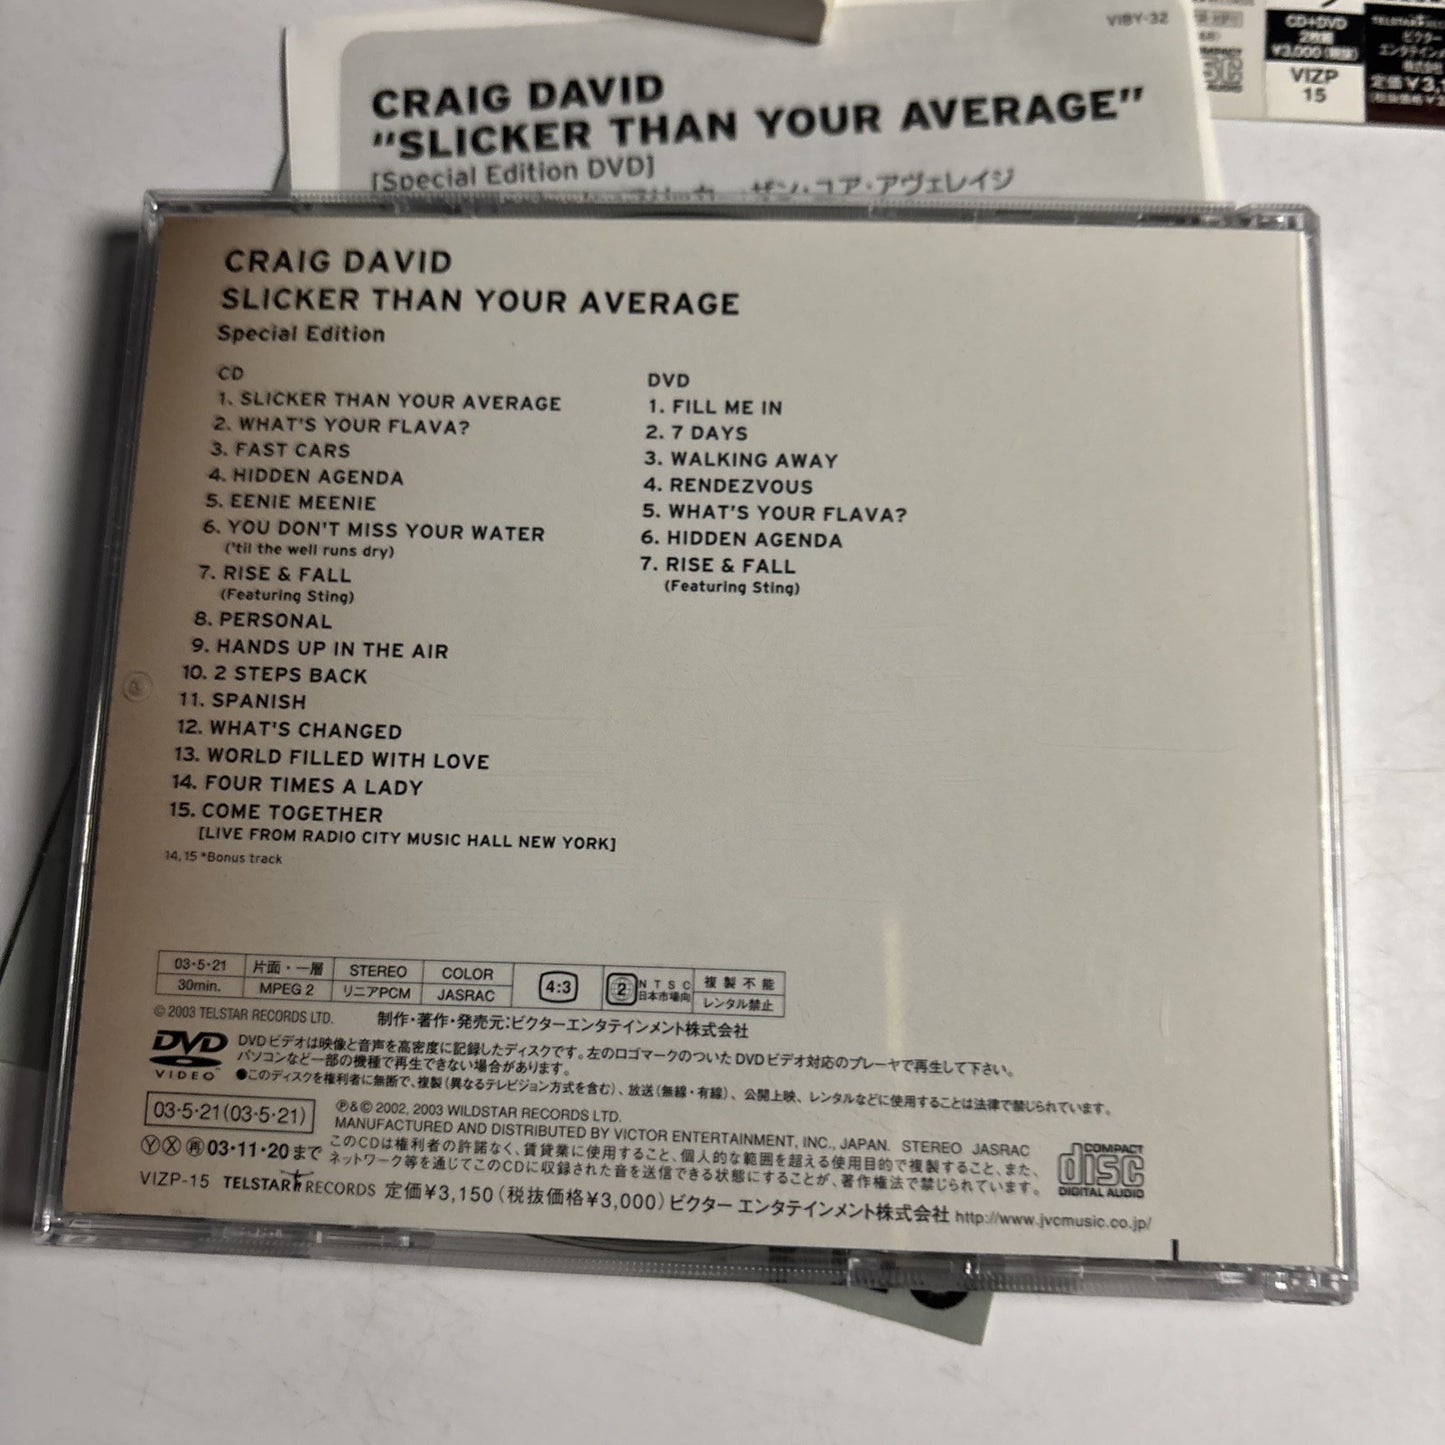 VIBY-32
CRAIG DAVID
"SLICKER THAN YOUR AVERAGE"
[Special Edition DVD]
ザン・ユア・アヴェレイジ
CD+DVD
2枚組
¥3,000(税抜)
VIZP
15
ビクター
CRAIG DAVID
SLICKER THAN YOUR AVERAGE
Special Edition
CD
1. SLICKER THAN YOUR AVERAGE
2. WHAT'S YOUR FLAVA?
3. FAST CARS
4. HIDDEN AGENDA
5. EENIE MEENIE
6. YOU DON'T MISS YOUR WATER
('til the well runs dry)
7. RISE & FALL
(Featuring Sting)
8. PERSONAL
9. HANDS UP IN THE AIR
10. 2 STEPS BACK
11. SPANISH
12. WHAT'S CHANGED
13. WORLD FILLED WITH LOVE
14. FOUR TIMES A LADY
15. COME TOGETHER
[LIVE FROM RADIO CITY MUSIC HALL NEW YORK]
14, 15 *Bonus track
DVD
1. FILL ME IN
2. 7 DAYS
3. WALKING AWAY
4. RENDEZVOUS
5. WHAT'S YOUR FLAVA?
6. HIDDEN AGENDA
7. RISE & FALL
(Featuring Sting)
03・5・21 片面・一層 STEREO COLOR 4:3 2 NTSC 複製不能
30min. MPEG 2 リニアPCM JASRAC 日本市場向 レンタル禁止
© 2003 TELSTAR RECORDS LTD. 制作・著作・発売元:ビクターエンタテインメント株式会社
DVD VIDEO
DVDビデオは映像と音声を高密度に記録したディスクです。左のロゴマークのついたDVDビデオ対応のプレーヤで再生して下さい。
パソコンなど一部の機種で再生できない場合があります。
●このディスクを権利者に無断で、複製(異なるテレビジョン方式を含む)、放送(無線・有線)、公開上映、レンタルなどに使用することは法律で禁じられています。
03・5・21(03・5・21)
℗&© 2002, 2003 WILDSTAR RECORDS LTD.
MANUFACTURED AND DISTRIBUTED BY VICTOR ENTERTAINMENT, INC., JAPAN. STEREO JASRAC
Ⓨ Ⓧ 再 03・11・20まで
このCDは権利者の許諾なく、賃貸業に使用すること、個人的な範囲を超える使用目的で複製すること、また、
ネットワーク等を通じてこのCDに収録された音を送信できる状態にすることが、著作権法で禁じられています。
COMPACT disc DIGITAL AUDIO
VIZP-15 TELSTAR RECORDS 定価¥3,150(税抜価格¥3,000)ビクター エンタテインメント株式会社 http://www.jvcmusic.co.jp/